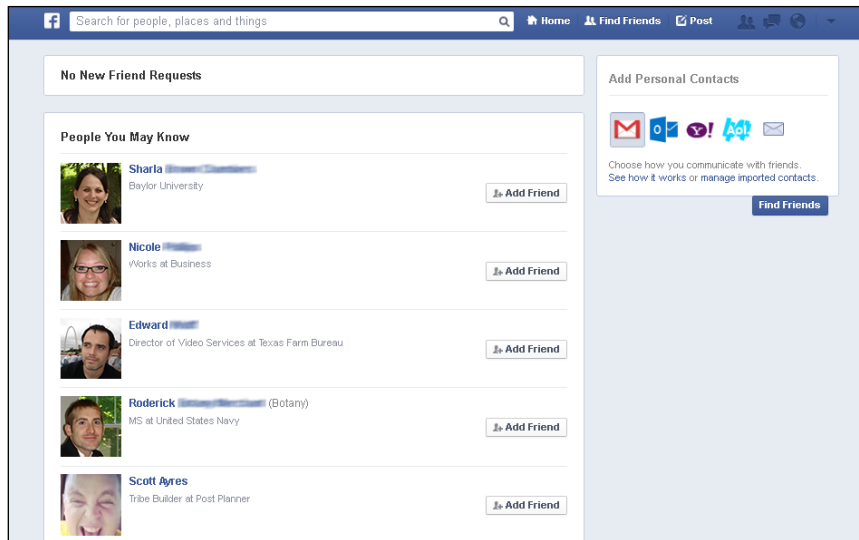 f
Search for people, places and things
Home
Find Friends
Post
No New Friend Requests
People You May Know
Sharla
Baylor University
Add Friend
Nicole
Works at Business
Add Friend
Edward
Director of Video Services at Texas Farm Bureau
Add Friend
Roderick (Botany)
MS at United States Navy
Add Friend
Scott Ayres
Tribe Builder at Post Planner
Add Friend
Add Personal Contacts
Y!
Aol!
Choose how you communicate with friends.
See how it works or manage imported contacts.
Find Friends